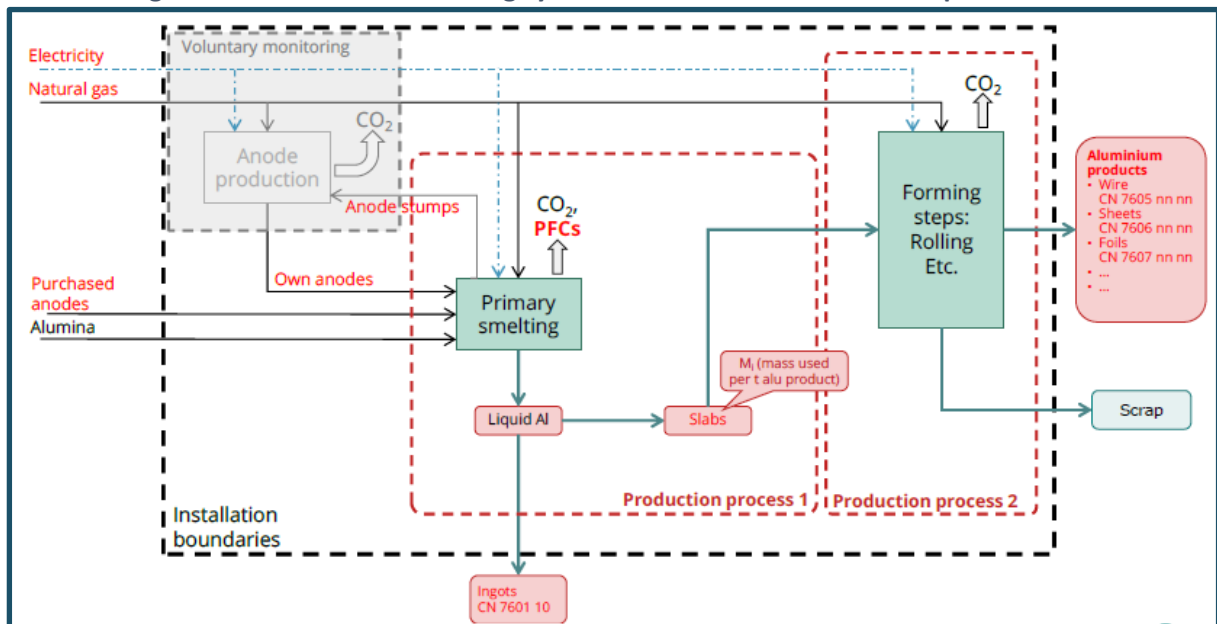 Voluntary monitoring
Electricity
Natural gas
CO₂
Anode
production
Anode stumps
CO₂,
PFCs
CO₂
Forming
steps:
Rolling
Etc.
Aluminium
products
• Wire
CN 7605 nn nn
• Sheets
CN 7606 nn nn
• Foils
CN 7607 nn nn
• ...
• ...
Own anodes
Purchased
anodes
Alumina
Primary
smelting
Mᵢ (mass used
per t alu product)
Liquid Al
Slabs
Scrap
Production process 1
Production process 2
Installation
boundaries
Ingots
CN 7601 10